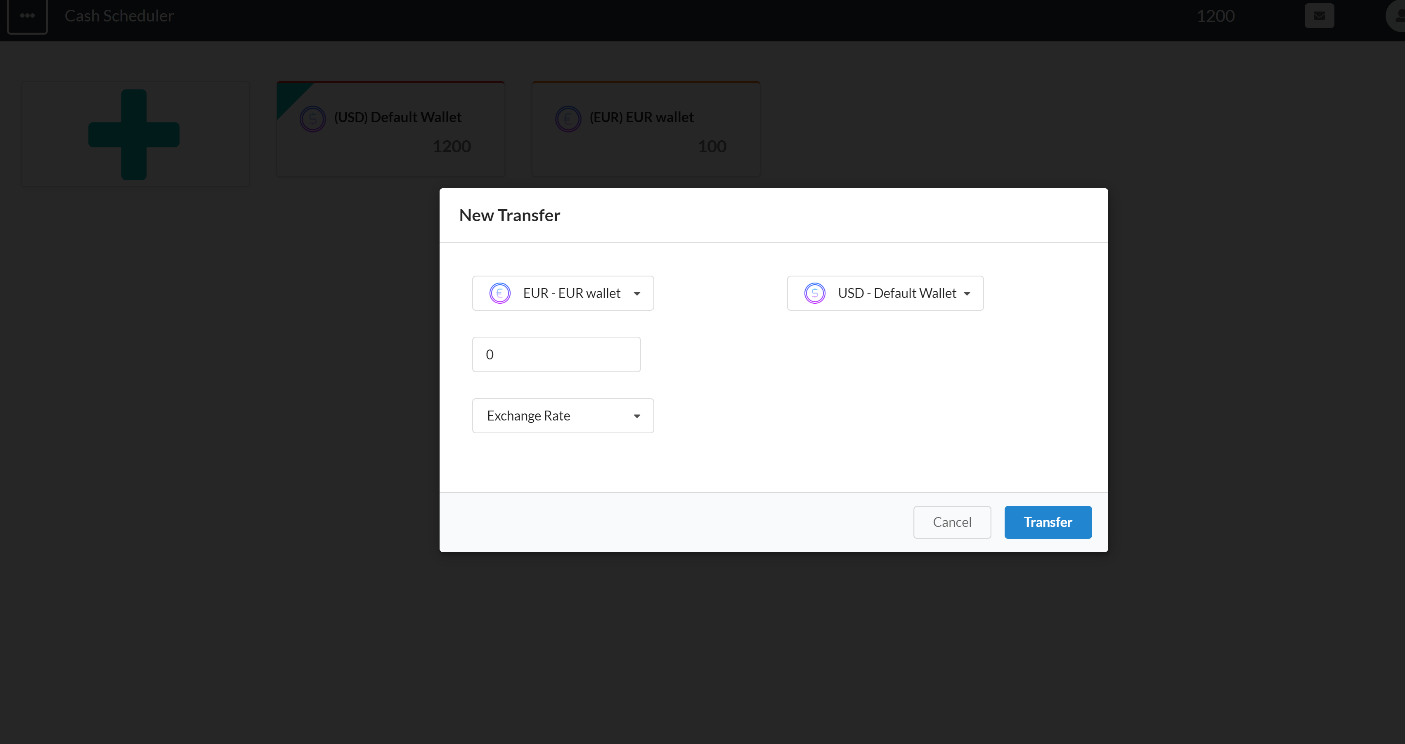 Cash Scheduler
1200
(USD) Default Wallet
1200
(EUR) EUR wallet
100
New Transfer
EUR - EUR wallet
USD - Default Wallet
0
Exchange Rate
Cancel
Transfer